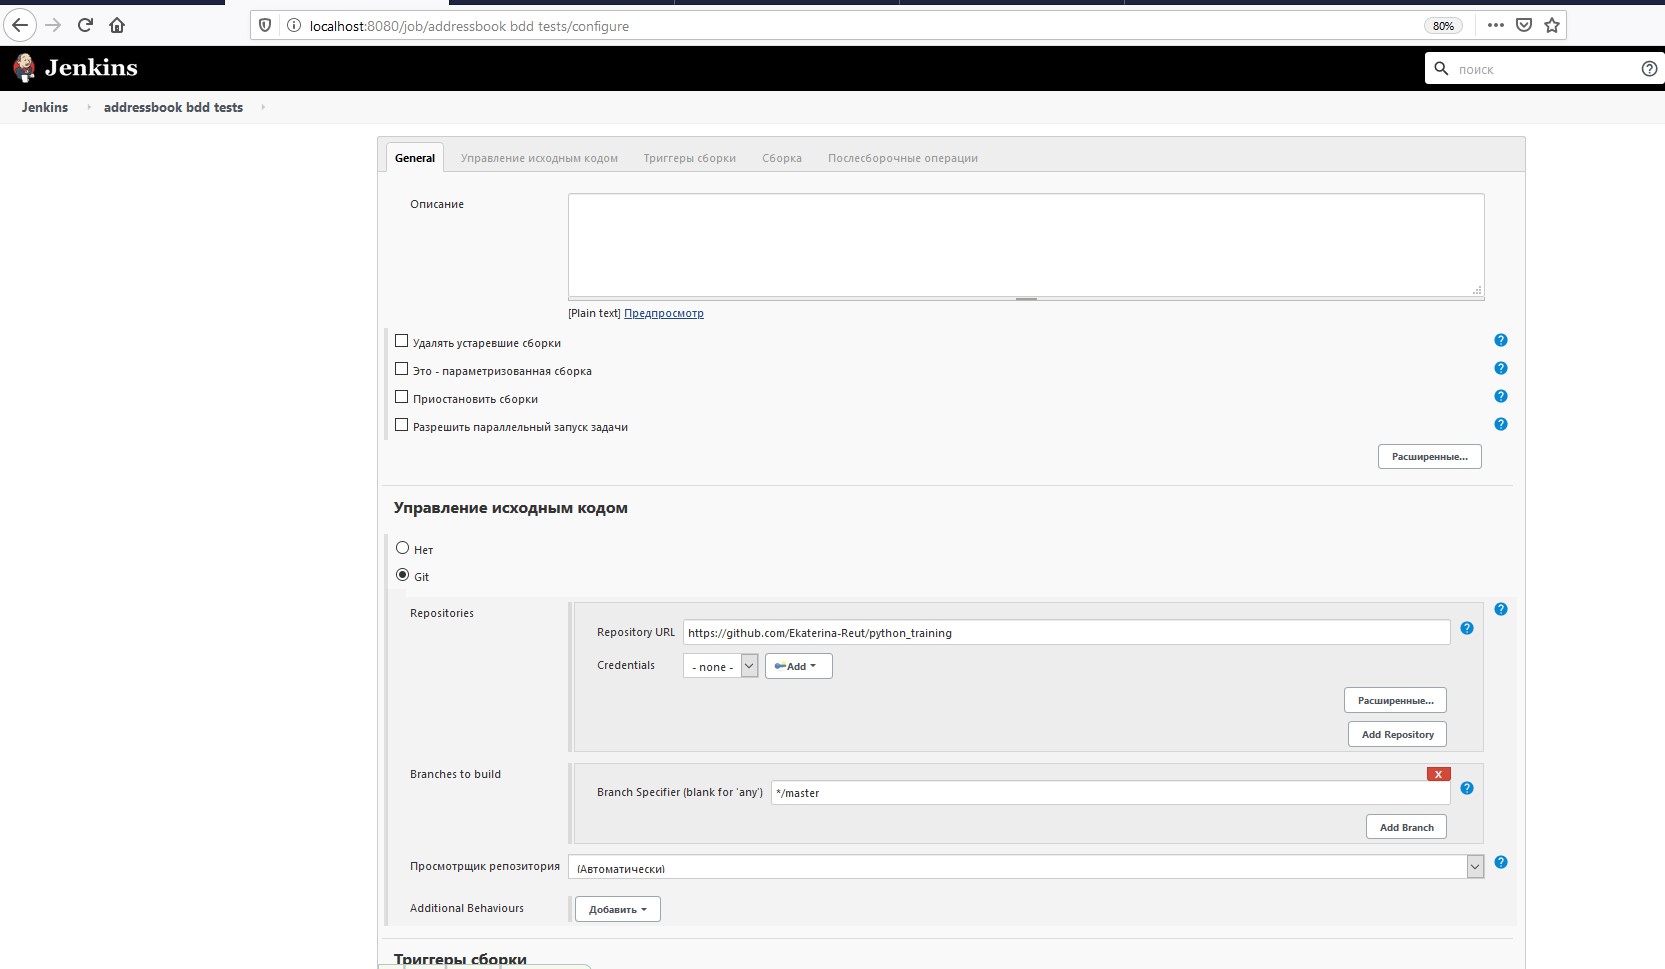 localhost:8080/job/addressbook bdd tests/configure
80%
Jenkins
поиск
Jenkins addressbook bdd tests
General Управление исходным кодом Триггеры сборки Сборка Послесборочные операции
Описание
[Plain text] Предпросмотр
Удалять устаревшие сборки
Это - параметризованная сборка
Приостановить сборки
Разрешить параллельный запуск задачи
Расширенные...
Управление исходным кодом
Нет
Git
Repositories
Repository URL https://github.com/Ekaterina-Reut/python_training
Credentials - none - Add
Расширенные...
Add Repository
Branches to build
X
Branch Specifier (blank for 'any') */master
Add Branch
Просмотрщик репозитория (Автоматически)
Additional Behaviours Добавить
Триггеры сборки